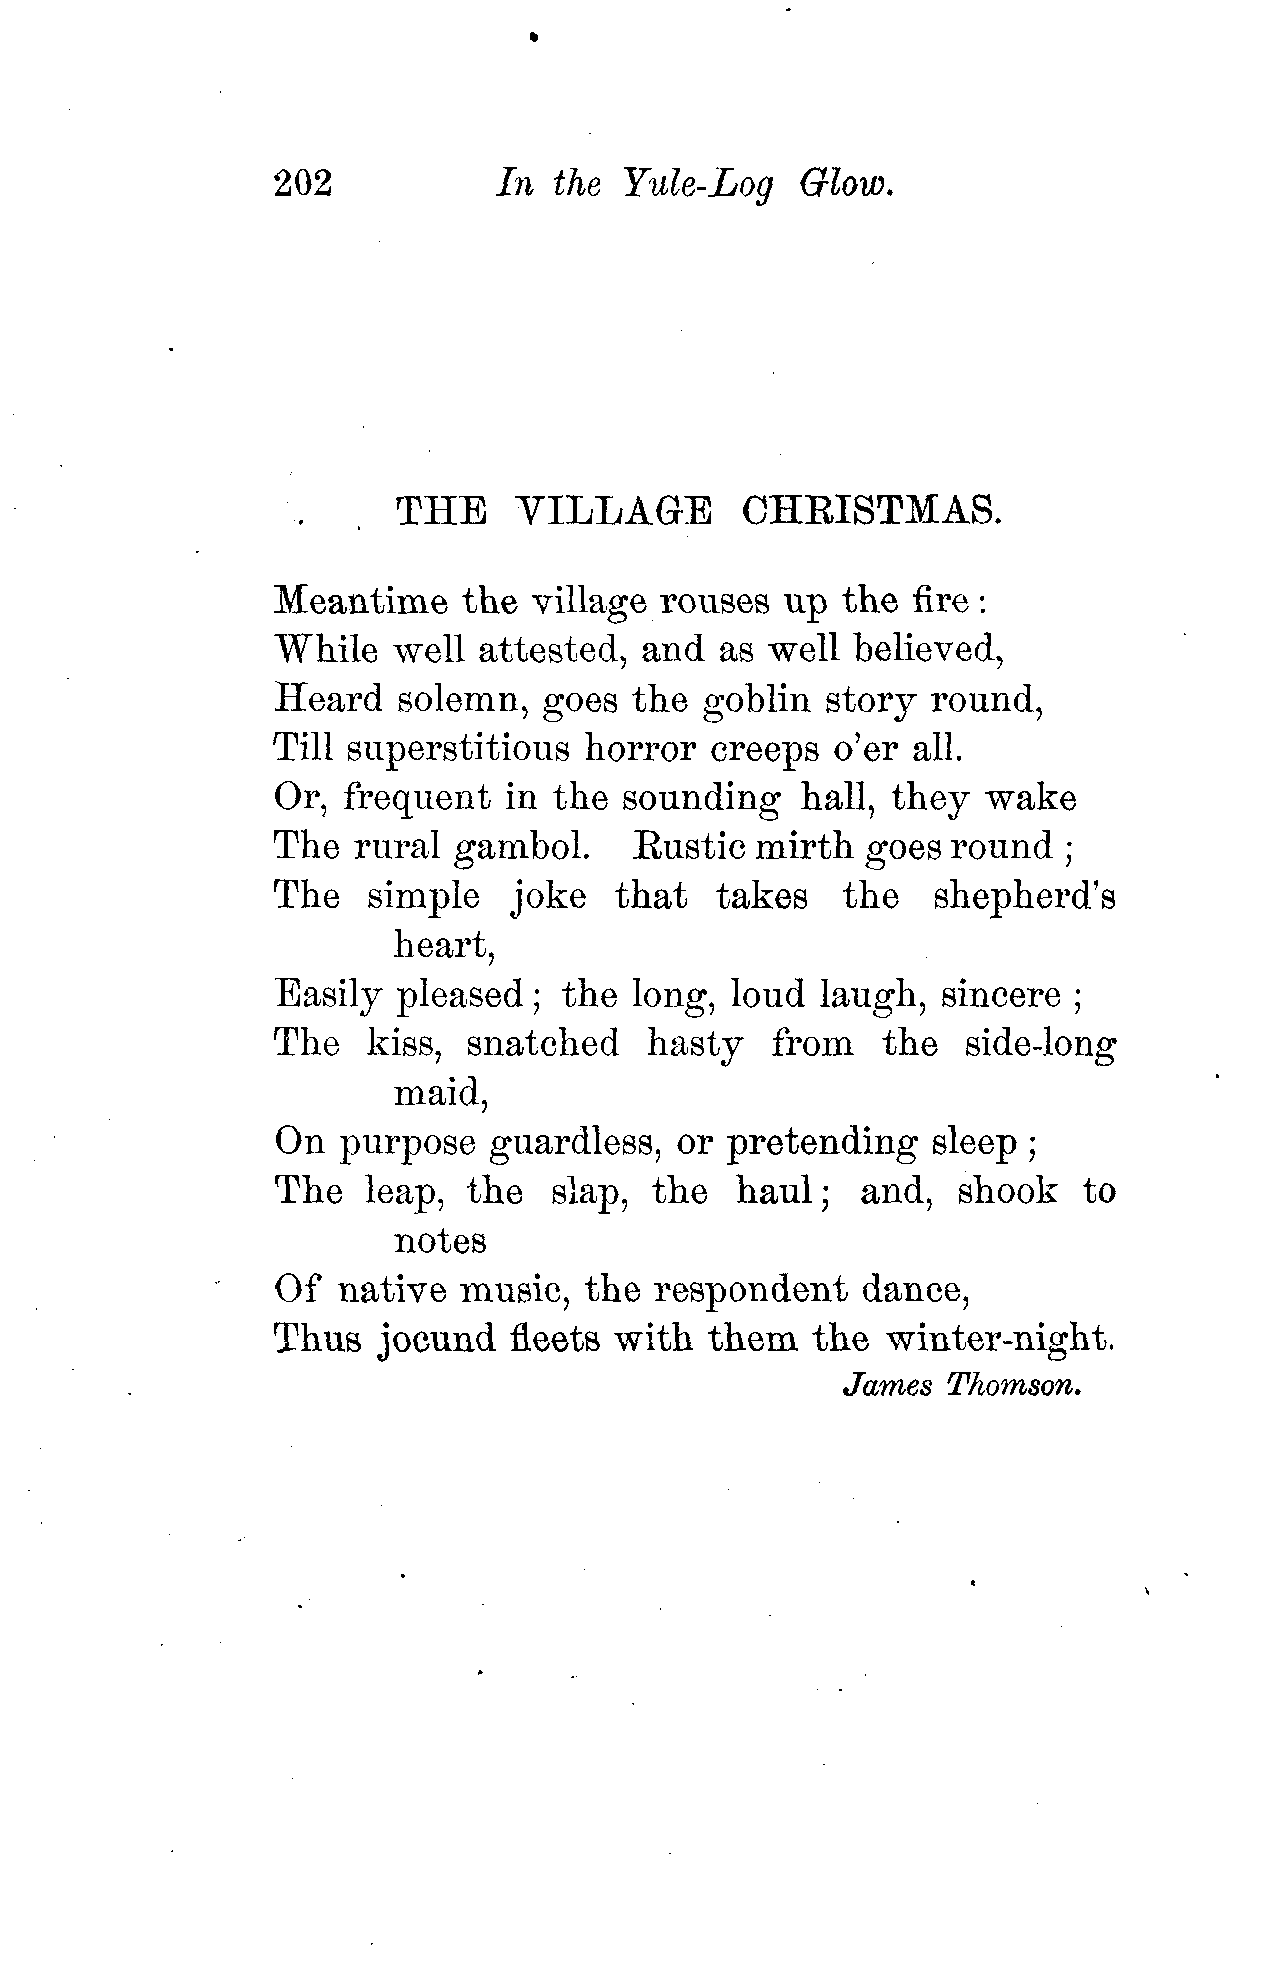 202 In the Yule-Log Glow.
THE VILLAGE CHRISTMAS.
Meantime the village rouses up the fire :
While well attested, and as well believed,
Heard solemn, goes the goblin story round,
Till superstitious horror creeps o'er all.
Or, frequent in the sounding hall, they wake
The rural gambol. Rustic mirth goes round ;
The simple joke that takes the shepherd's
heart,
Easily pleased ; the long, loud laugh, sincere ;
The kiss, snatched hasty from the side-long
maid,
On purpose guardless, or pretending sleep ;
The leap, the slap, the haul ; and, shook to
notes
Of native music, the respondent dance,
Thus jocund fleets with them the winter-night.
James Thomson.